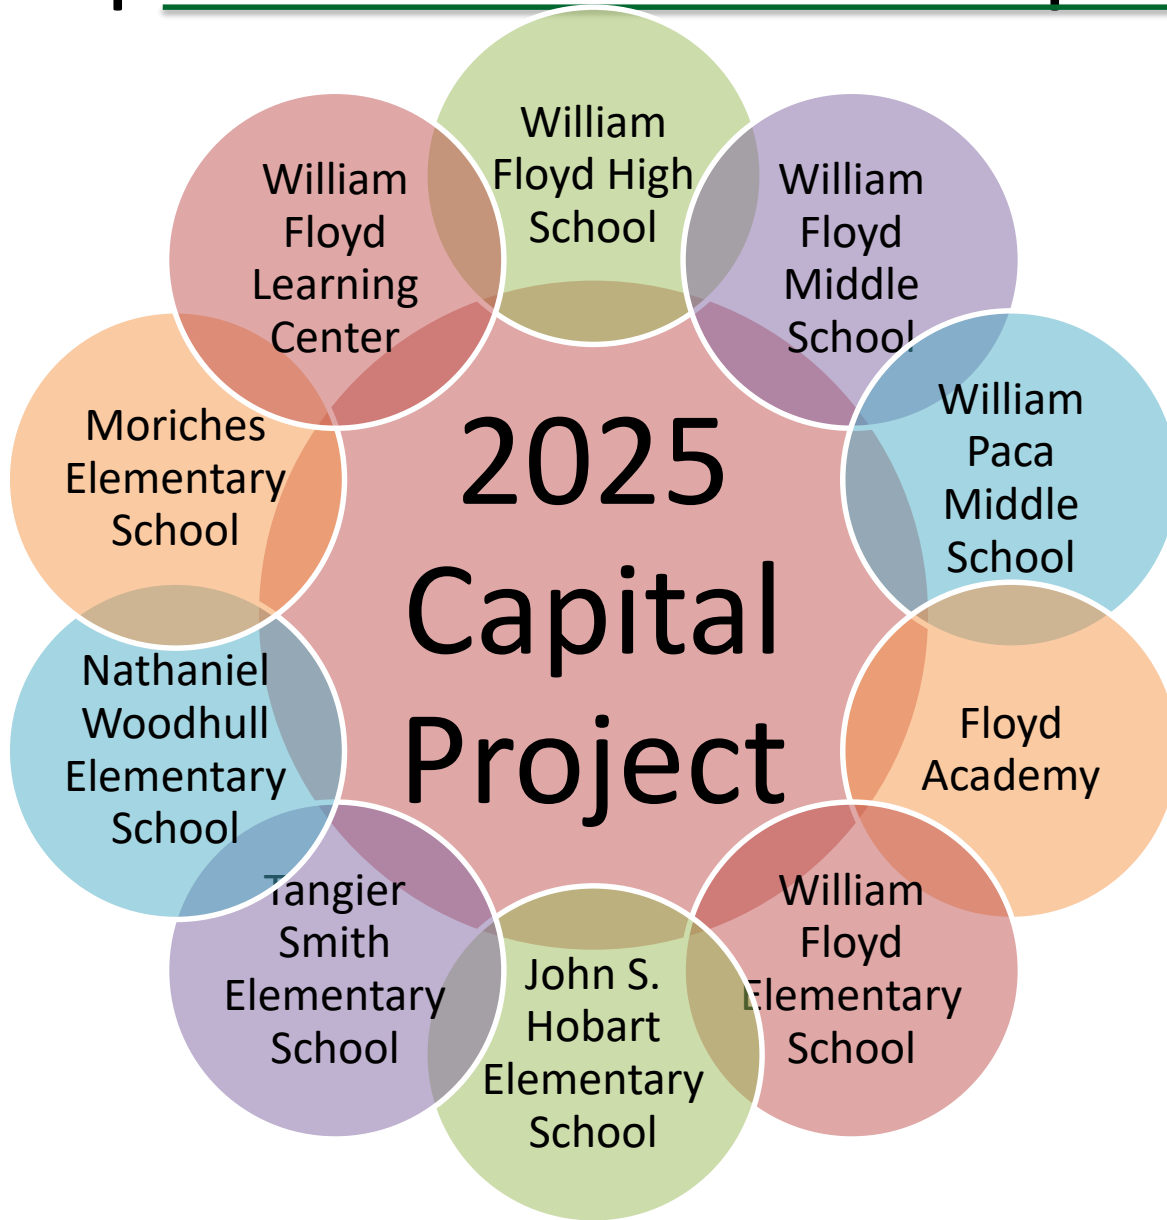 William
Floyd High
School
William
Floyd
Middle
School
William
Paca
Middle
School
Floyd
Academy
William
Floyd
Elementary
School
John S.
Hobart
Elementary
School
Tangier
Smith
Elementary
School
Nathaniel
Woodhull
Elementary
School
Moriches
Elementary
School
William
Floyd
Learning
Center
2025
Capital
Project